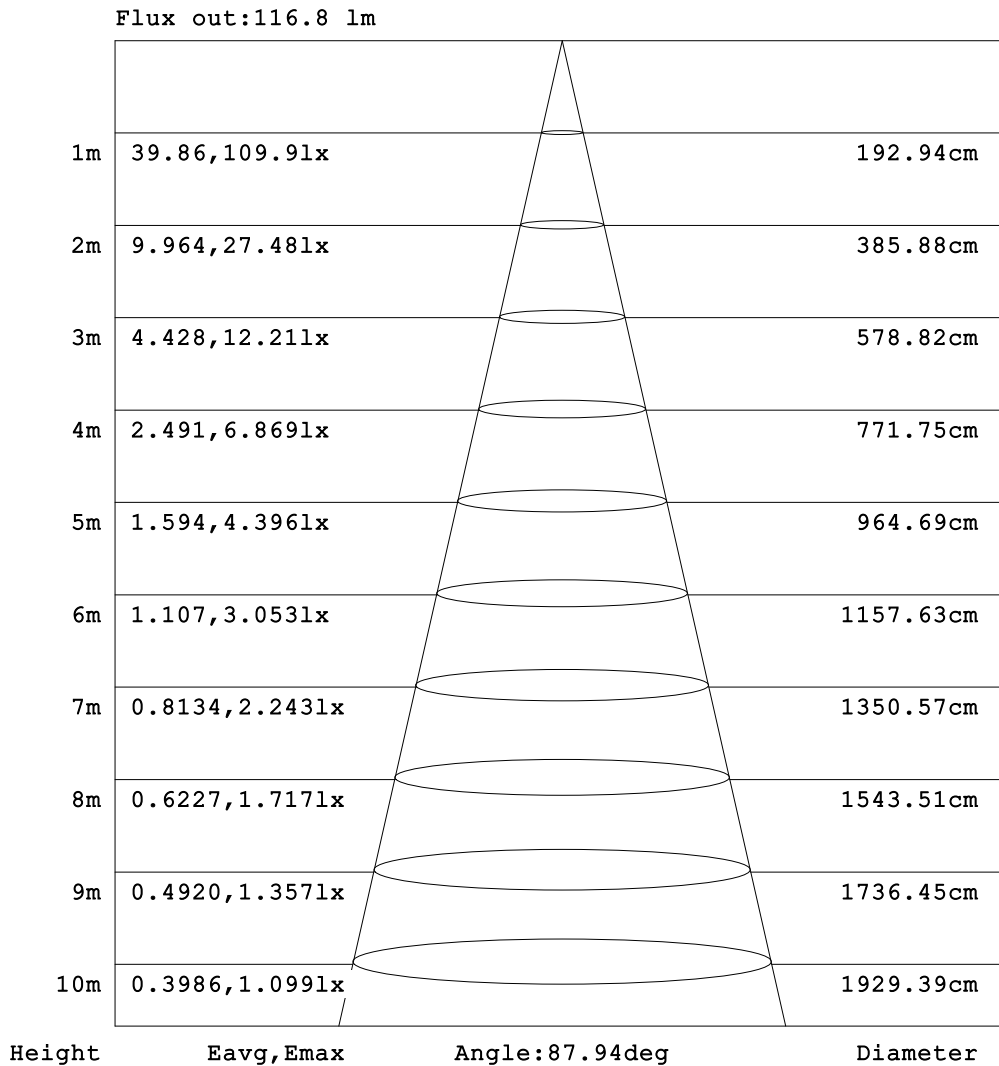 Flux out:116.8 lm
1m 39.86,109.9lx 192.94cm
2m 9.964,27.48lx 385.88cm
3m 4.428,12.21lx 578.82cm
4m 2.491,6.869lx 771.75cm
5m 1.594,4.396lx 964.69cm
6m 1.107,3.053lx 1157.63cm
7m 0.8134,2.243lx 1350.57cm
8m 0.6227,1.717lx 1543.51cm
9m 0.4920,1.357lx 1736.45cm
10m 0.3986,1.099lx 1929.39cm
Height Eavg,Emax Angle:87.94deg Diameter